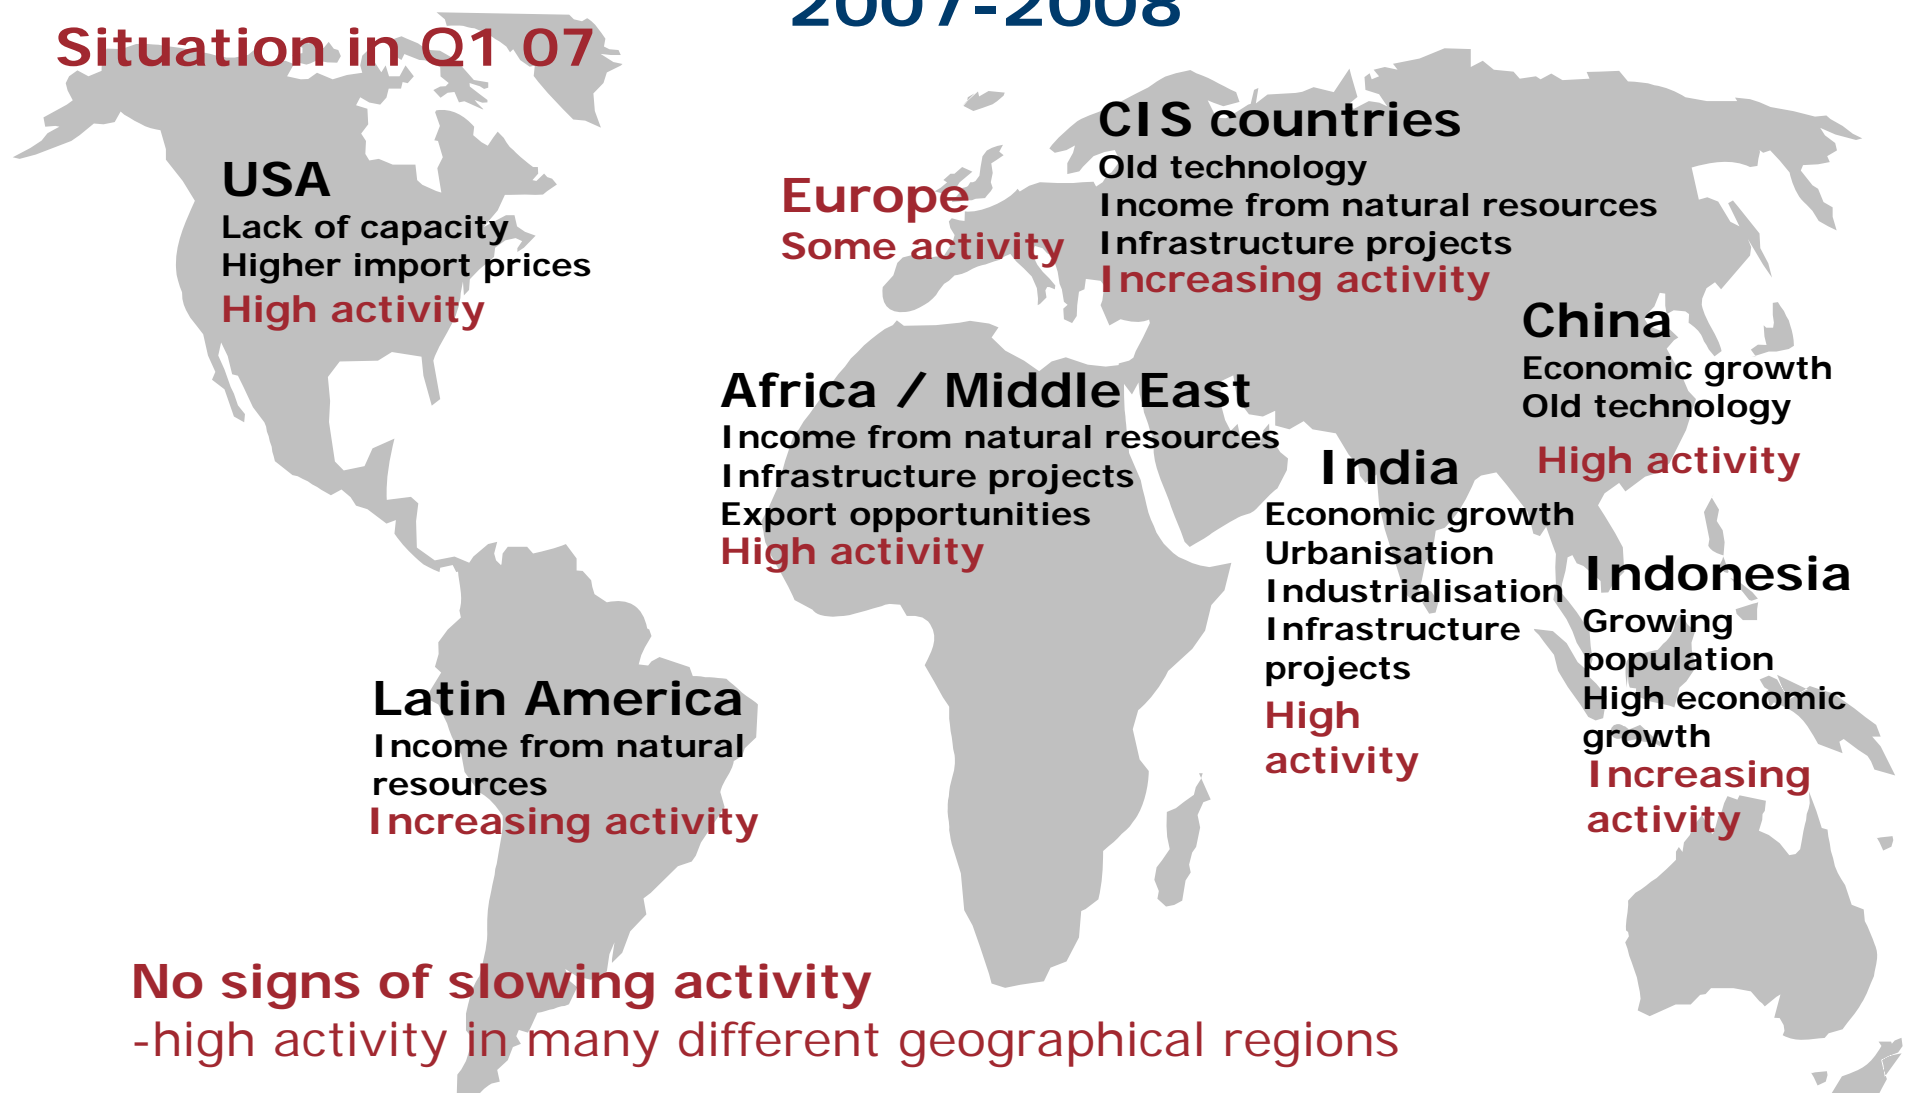 2007-2008
Situation in Q1 07
USA
Lack of capacity
Higher import prices
High activity
Europe
Some activity
CIS countries
Old technology
Income from natural resources
Infrastructure projects
Increasing activity
China
Economic growth
Old technology
High activity
Africa / Middle East
Income from natural resources
Infrastructure projects
Export opportunities
High activity
India
Economic growth
Urbanisation
Industrialisation
Infrastructure
projects
High
activity
Indonesia
Growing
population
High economic
growth
Increasing
activity
Latin America
Income from natural
resources
Increasing activity
No signs of slowing activity
-high activity in many different geographical regions